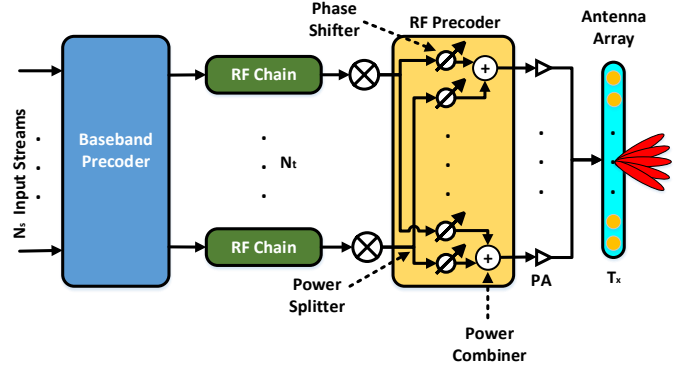 Phase
Shifter
RF Precoder
Antenna
Array
Nₛ Input Streams
Baseband
Precoder
RF Chain
Nₜ
RF Chain
+
+
Power
Splitter
PA
Tₓ
Power
Combiner